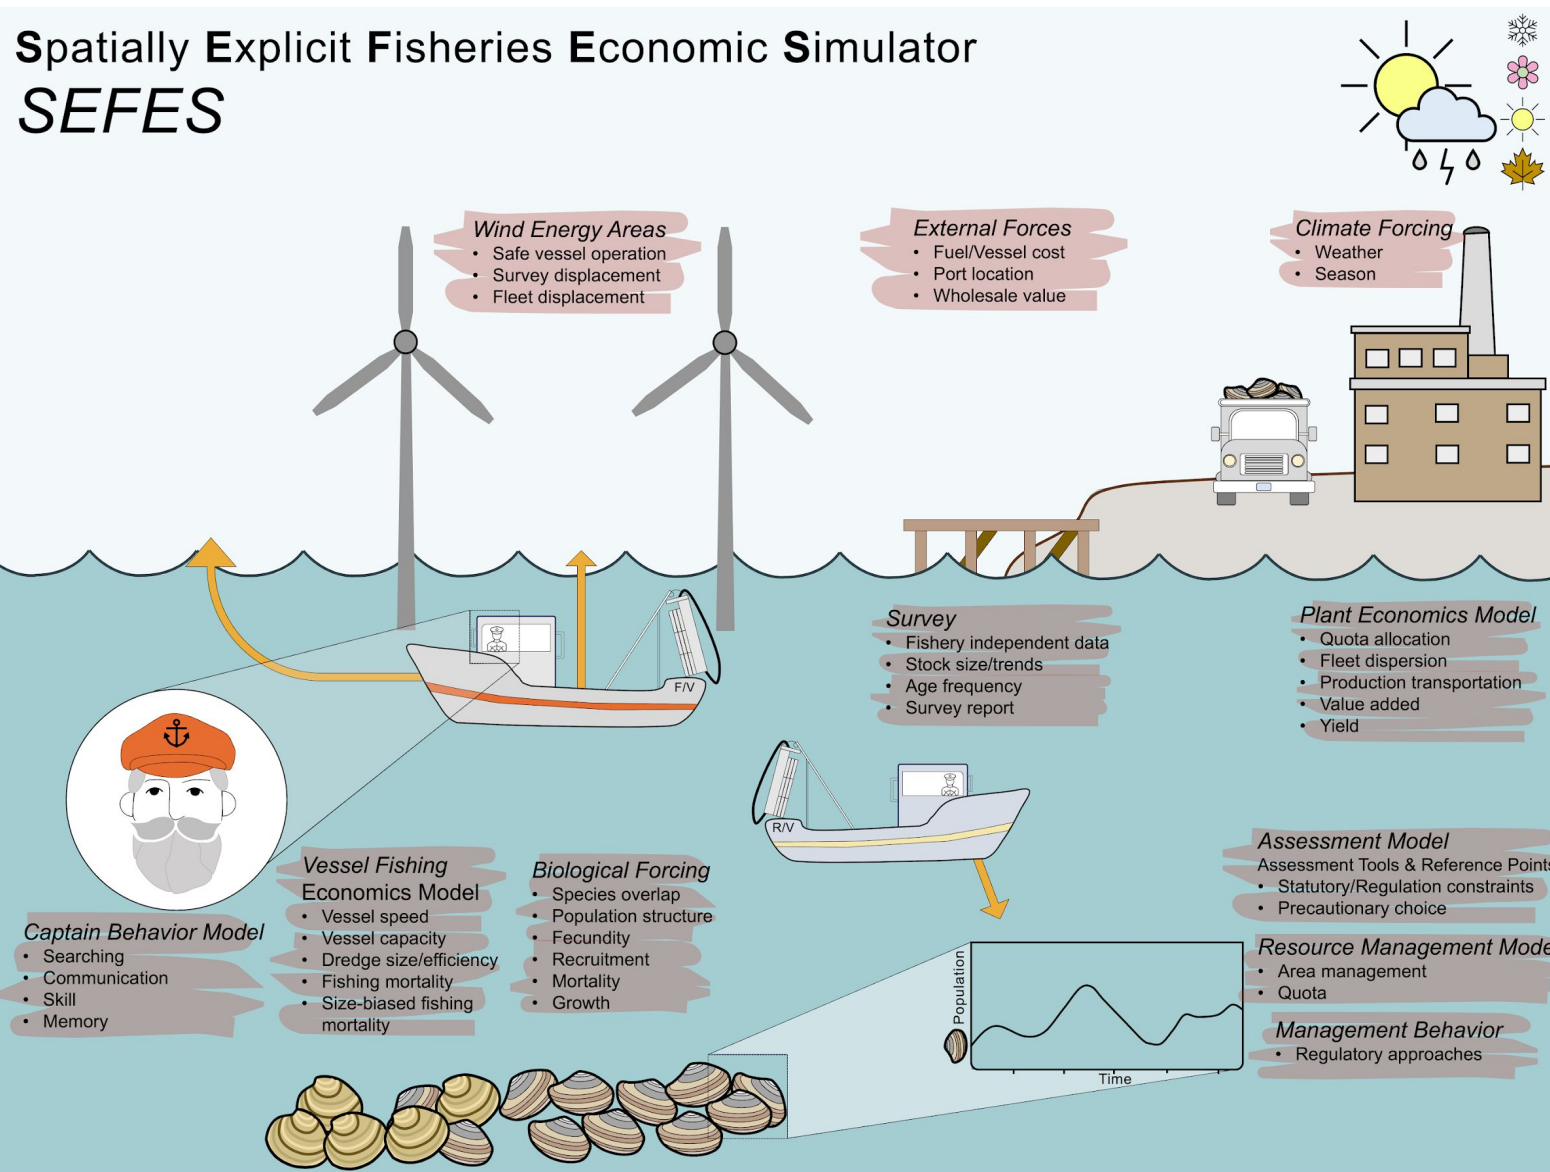 Spatially Explicit Fisheries Economic Simulator
SEFES
Wind Energy Areas
• Safe vessel operation
• Survey displacement
• Fleet displacement
External Forces
• Fuel/Vessel cost
• Port location
• Wholesale value
Climate Forcing
• Weather
• Season
F/V
Survey
• Fishery independent data
• Stock size/trends
• Age frequency
• Survey report
Plant Economics Model
• Quota allocation
• Fleet dispersion
• Production transportation
• Value added
• Yield
R/V
Captain Behavior Model
• Searching
• Communication
• Skill
• Memory
Vessel Fishing
Economics Model
• Vessel speed
• Vessel capacity
• Dredge size/efficiency
• Fishing mortality
• Size-biased fishing
mortality
Biological Forcing
• Species overlap
• Population structure
• Fecundity
• Recruitment
• Mortality
• Growth
Population
Time
Assessment Model
Assessment Tools & Reference Points
• Statutory/Regulation constraints
• Precautionary choice
Resource Management Mode
• Area management
• Quota
Management Behavior
• Regulatory approaches